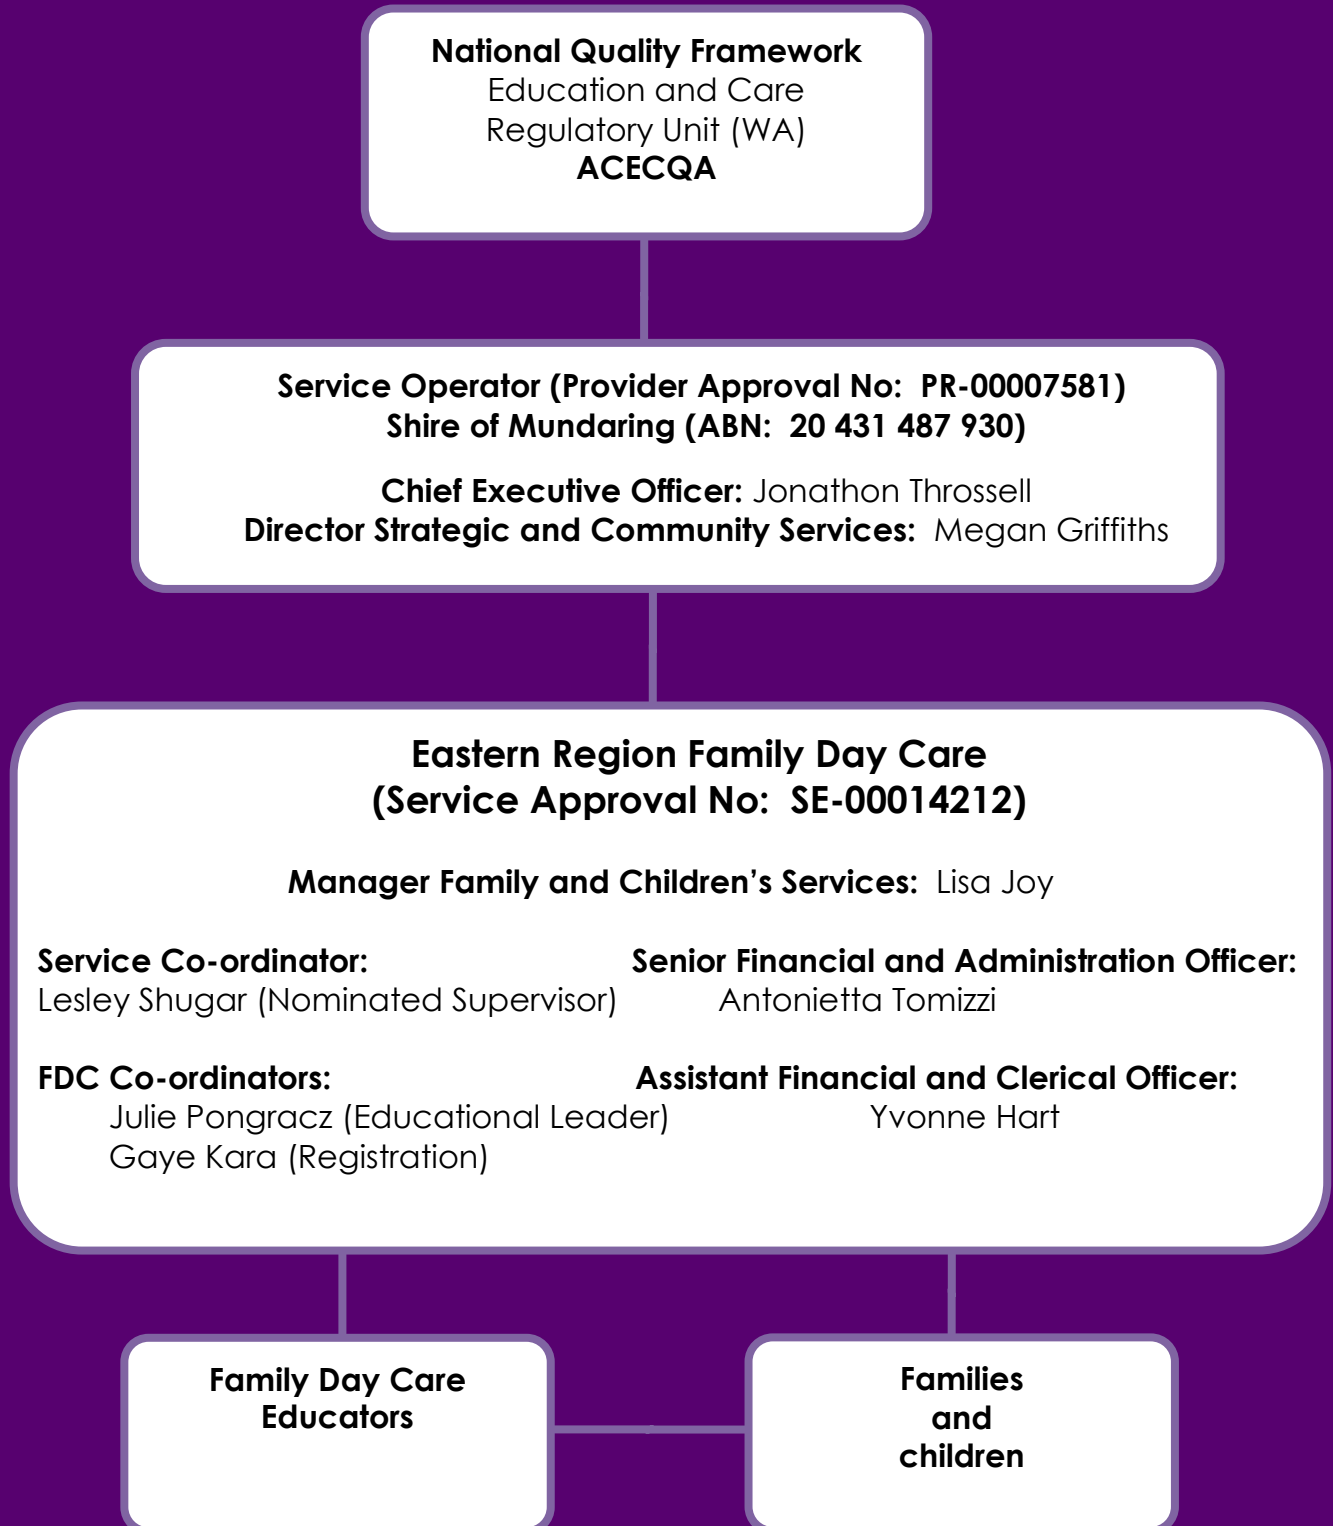 National Quality Framework
Education and Care
Regulatory Unit (WA)
ACECQA
Service Operator (Provider Approval No:  PR-00007581)
Shire of Mundaring (ABN:  20 431 487 930)
Chief Executive Officer: Jonathon Throssell
Director Strategic and Community Services:  Megan Griffiths
Eastern Region Family Day Care
(Service Approval No:  SE-00014212)
Manager Family and Children’s Services:  Lisa Joy
Service Co-ordinator:
Lesley Shugar (Nominated Supervisor)
Senior Financial and Administration Officer:
Antonietta Tomizzi
FDC Co-ordinators:
Julie Pongracz (Educational Leader)
Gaye Kara (Registration)
Assistant Financial and Clerical Officer:
Yvonne Hart
Family Day Care
Educators
Families
and
children